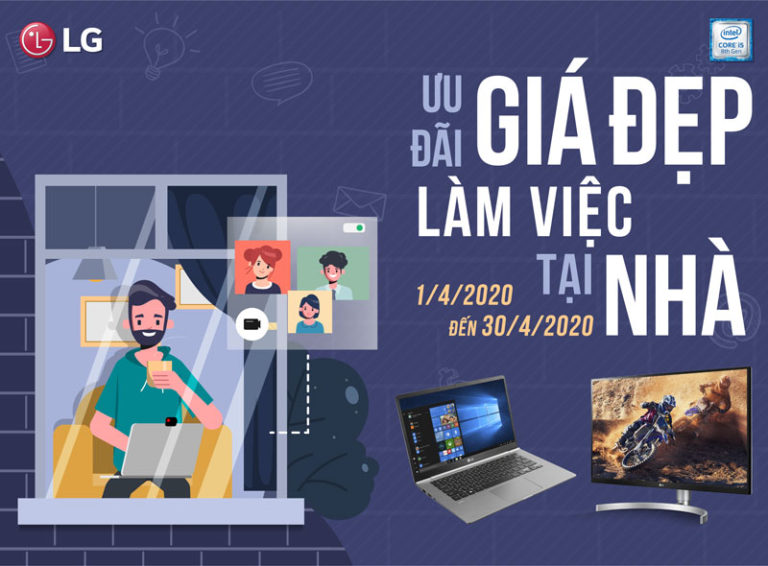 LG
intel
CORE i5
8th Gen
ƯU
ĐÃI
GIÁ ĐẸP
LÀM VIỆC
TẠI
NHÀ
1/4/2020
ĐẾN 30/4/2020